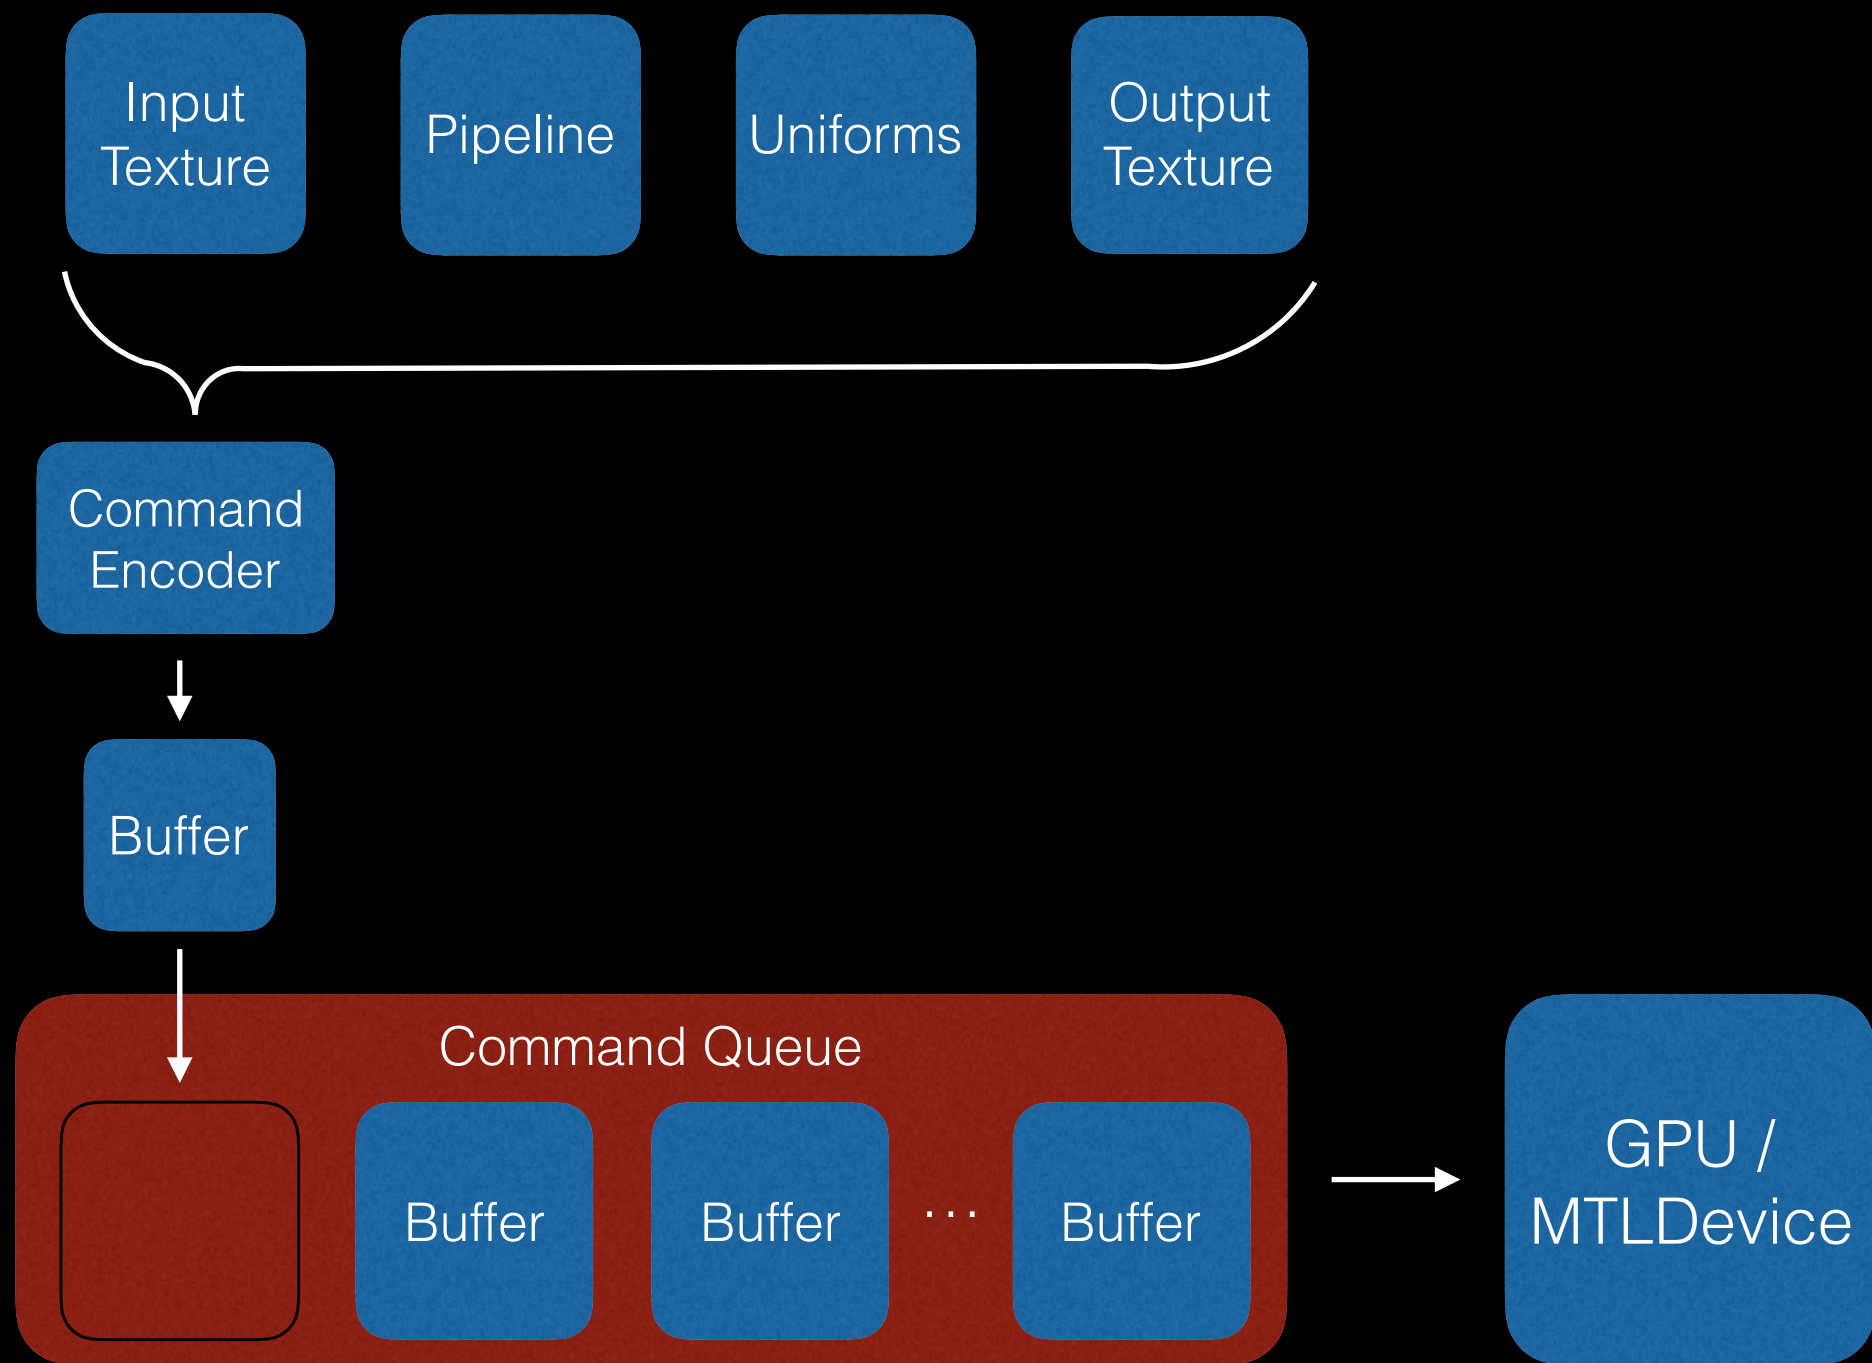 Input
Texture
Pipeline
Uniforms
Output
Texture
Command
Encoder
Buffer
Command Queue
Buffer
Buffer
...
Buffer
GPU /
MTLDevice